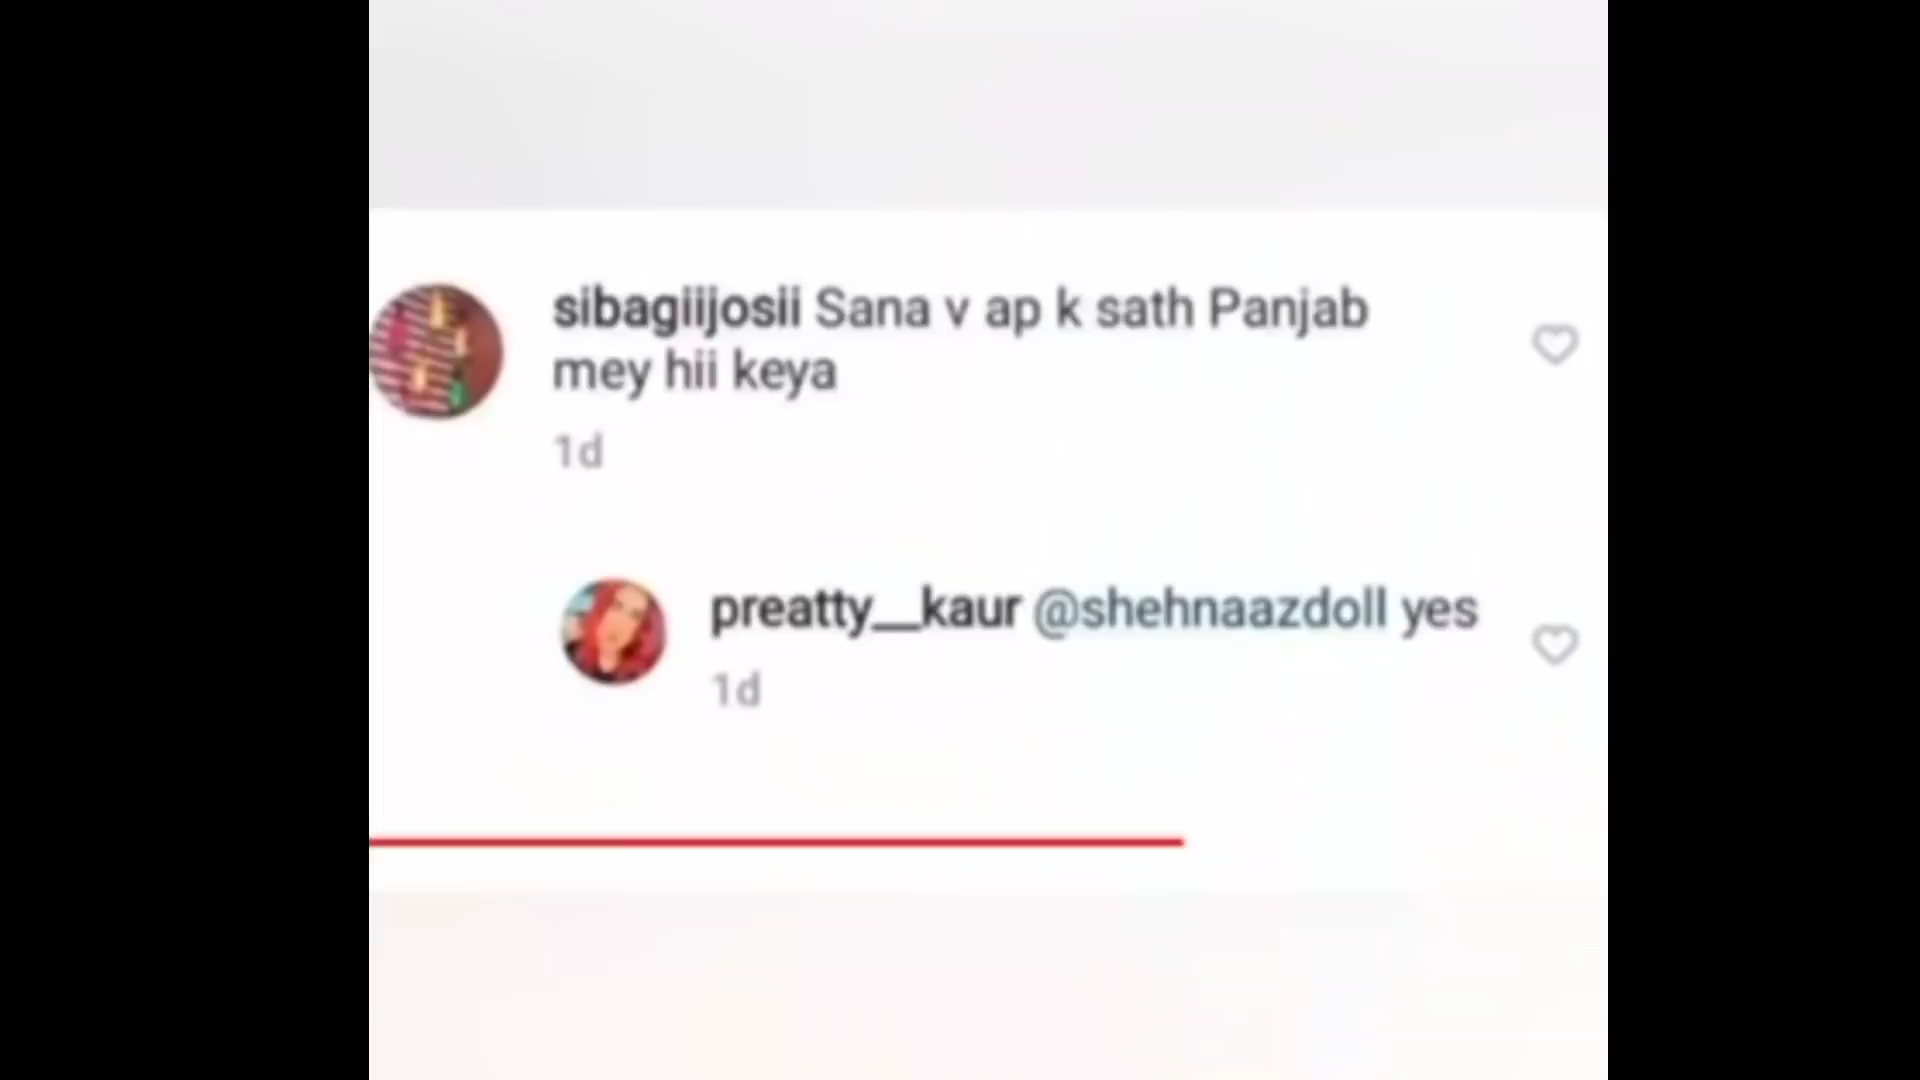 sibagiijosii Sana v ap k sath Panjab
mey hii keya
1d
preatty__kaur @shehnaazdoll yes
1d